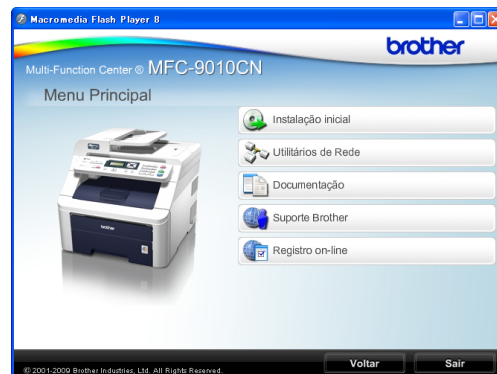 Macromedia Flash Player 8
brother
Multi-Function Center ® MFC-9010CN
Menu Principal
Instalação inicial
Utilitários de Rede
Documentação
Suporte Brother
Registro on-line
brother
Voltar
Sair
© 2001-2009 Brother Industries, Ltd. All Rights Reserved.